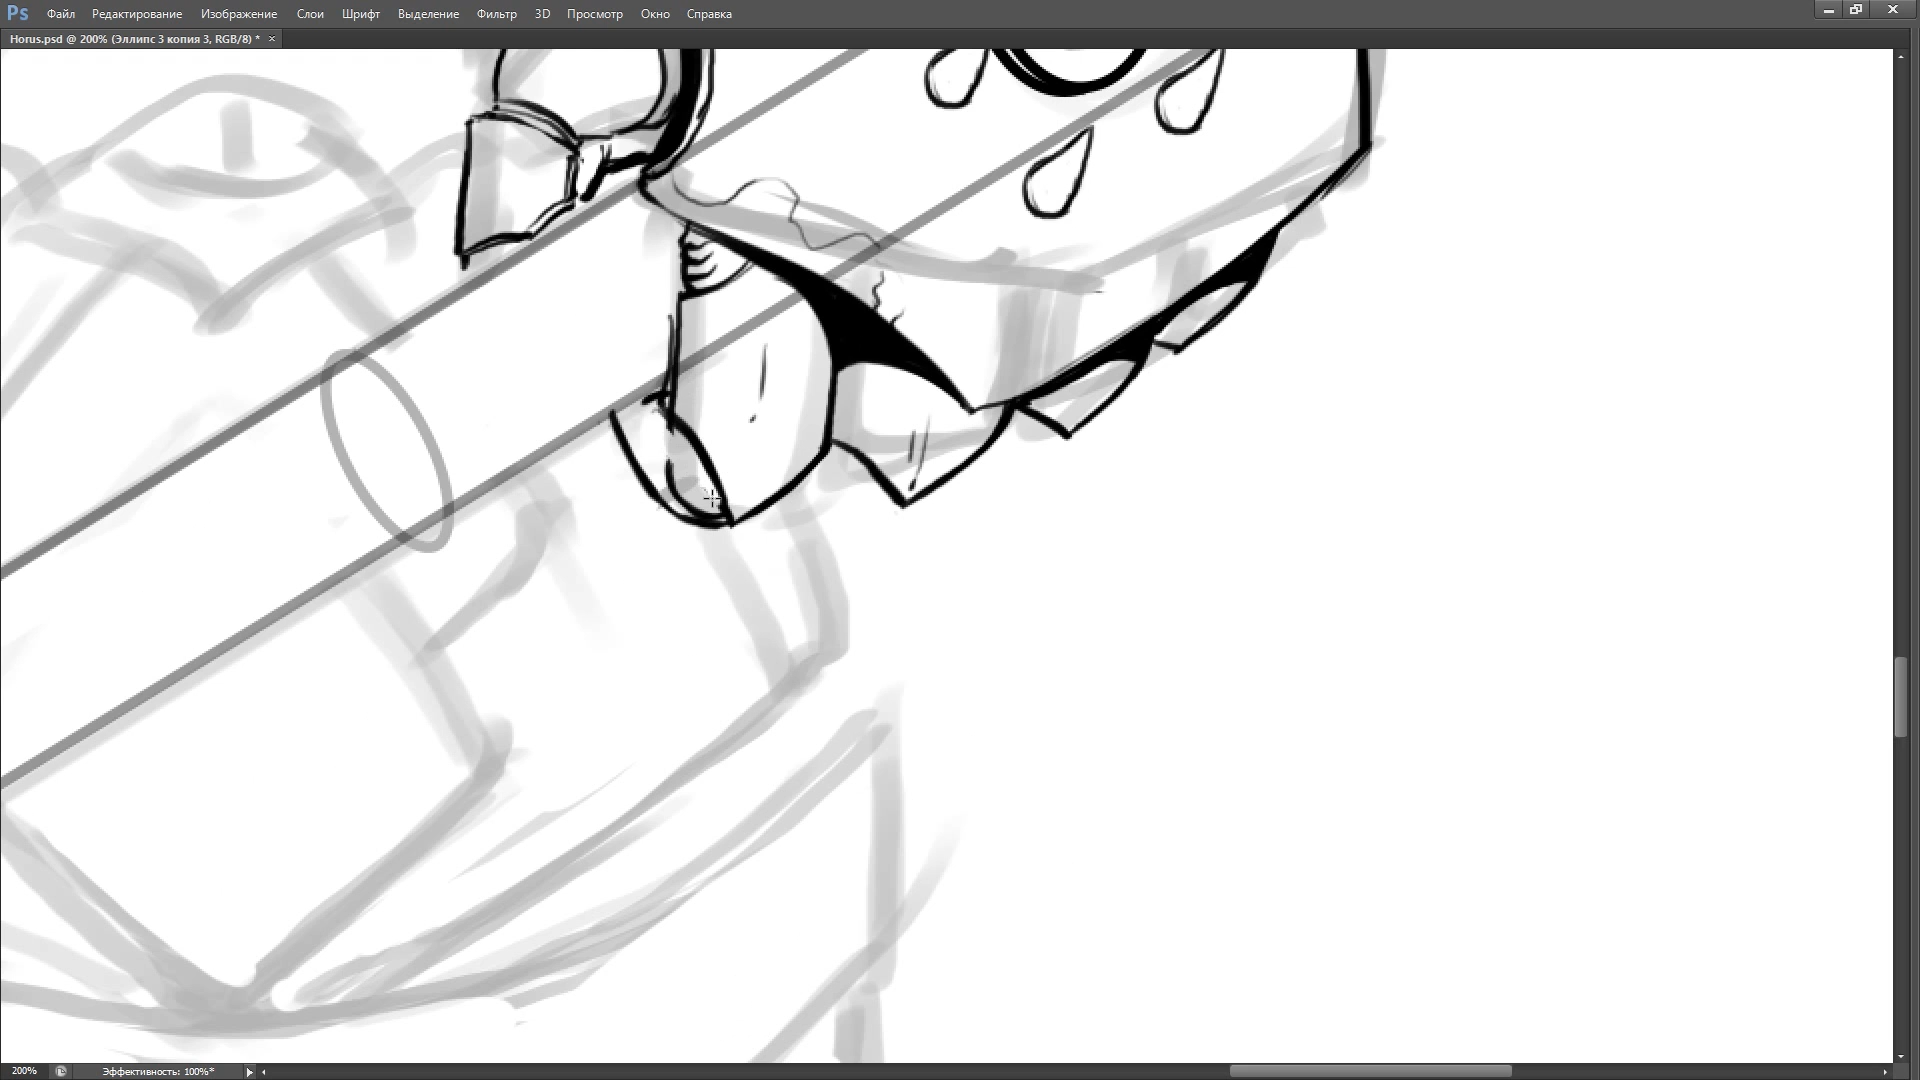 Ps Файл Редактирование Изображение Слои Шрифт Выделение Фильтр 3D Просмотр Окно Справка
Horus.psd @ 200% (Эллипс 3 копия 3, RGB/8) * ×
200% Эффективность: 100%*